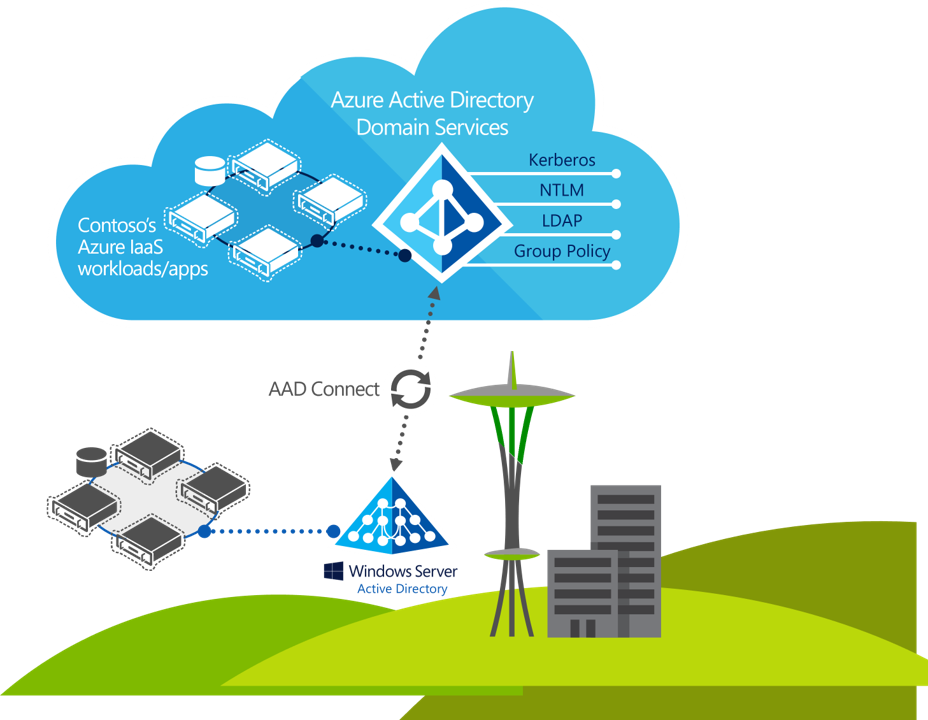 Azure Active Directory
Domain Services
Kerberos
NTLM
LDAP
Group Policy
Contoso's
Azure IaaS
workloads/apps
AAD Connect
Windows Server
Active Directory